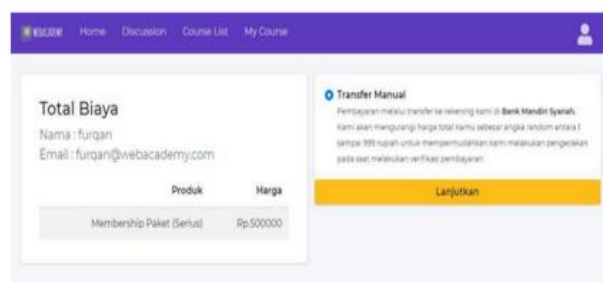 WEBACADEMY Home Discussion Course List My Course
Total Biaya
Nama : furqan
Email : furqan@webacademy.com
Produk Harga
Membership Paket (Serius) Rp.500000
Transfer Manual
Pembayaran melalui transfer ke rekening kami di Bank Mandiri Syariah.
Kami akan mengurangi harga total kamu sebesar angka random antara 1
sampai 999 rupiah untuk mempermudahkan kami melakukan pengecekan
pada saat melakukan verifikasi pembayaran
Lanjutkan